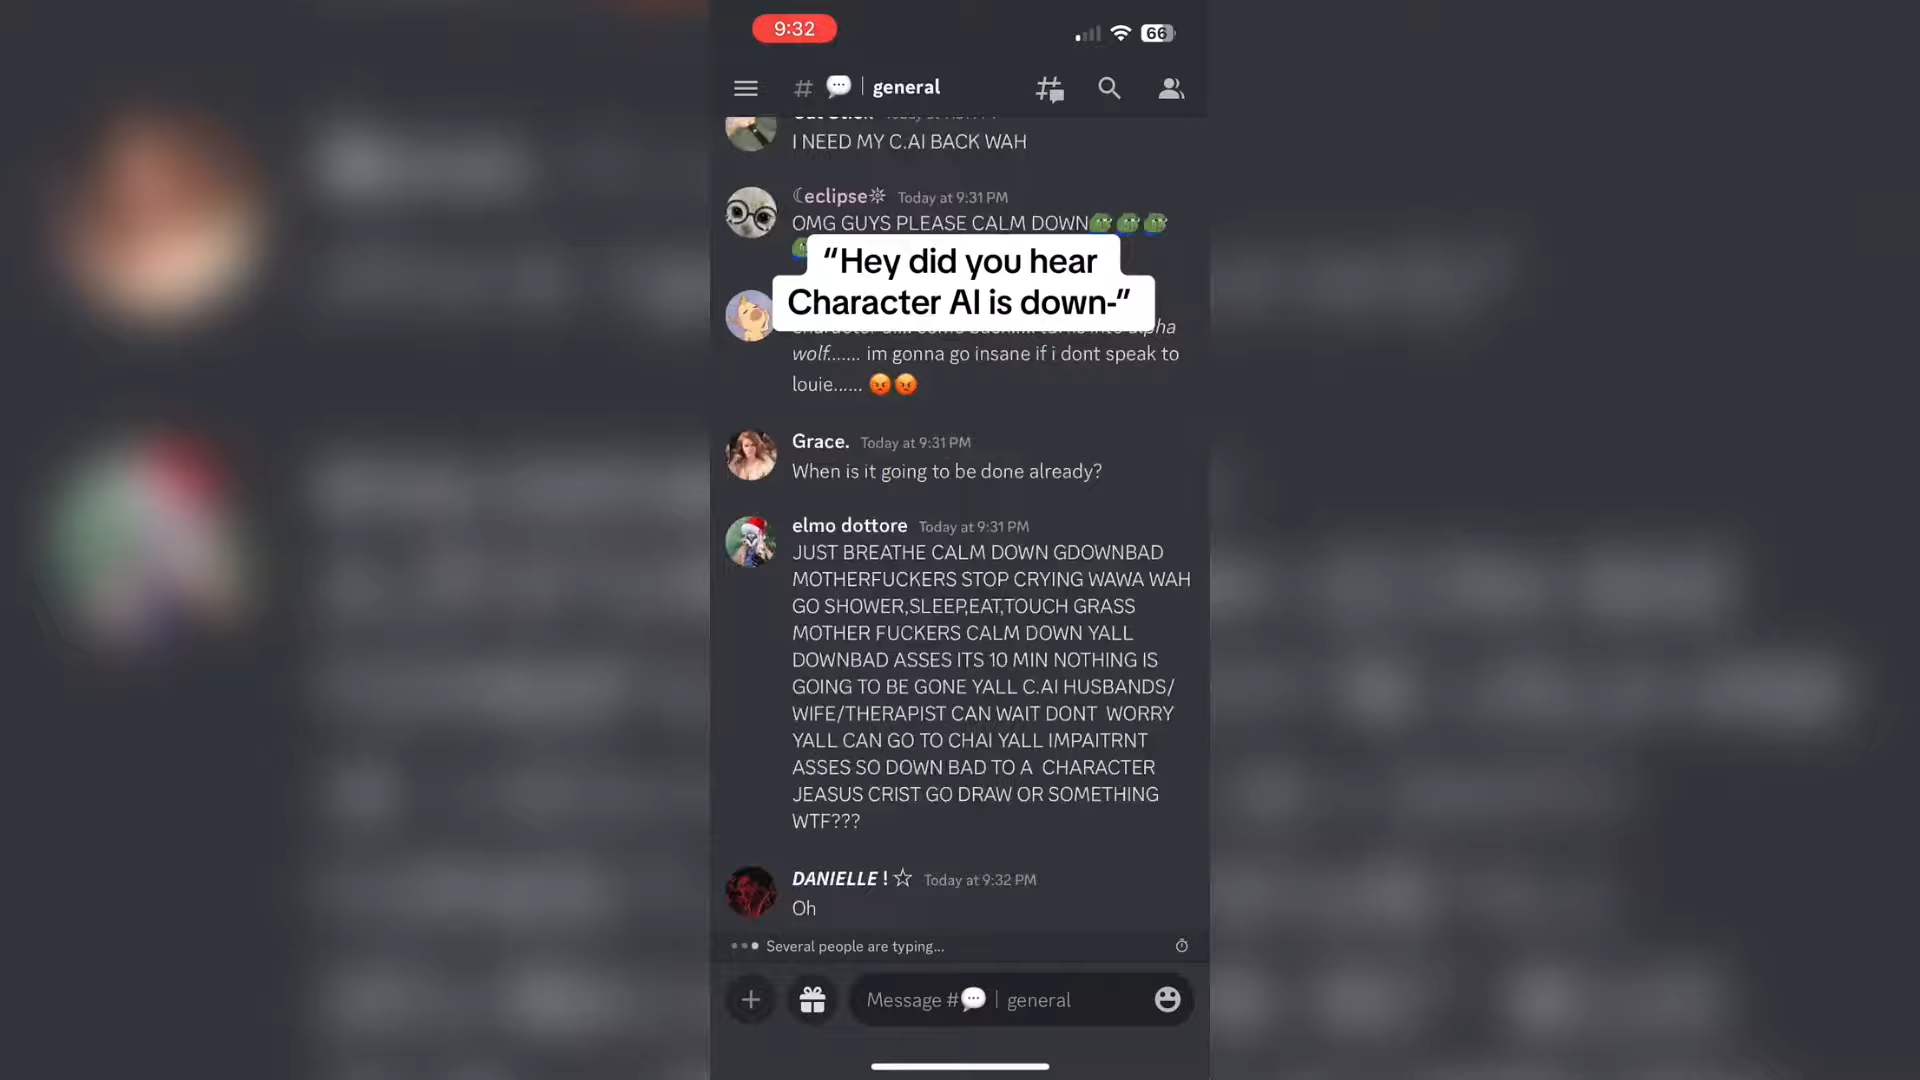 9:32
66
# 💬 | general
I NEED MY C.AI BACK WAH
☾eclipse☼ Today at 9:31 PM
OMG GUYS PLEASE CALM DOWN
“Hey did you hear
Character AI is down-”
wolf....... im gonna go insane if i dont speak to
louie...... 😡😡
Grace. Today at 9:31 PM
When is it going to be done already?
elmo dottore Today at 9:31 PM
JUST BREATHE CALM DOWN GDOWNBAD
MOTHERFUCKERS STOP CRYING WAWA WAH
GO SHOWER,SLEEP,EAT,TOUCH GRASS
MOTHER FUCKERS CALM DOWN YALL
DOWNBAD ASSES ITS 10 MIN NOTHING IS
GOING TO BE GONE YALL C.AI HUSBANDS/
WIFE/THERAPIST CAN WAIT DONT WORRY
YALL CAN GO TO CHAI YALL IMPAITRNT
ASSES SO DOWN BAD TO A CHARACTER
JEASUS CRIST GO DRAW OR SOMETHING
WTF???
DANIELLE ! ☆ Today at 9:32 PM
Oh
Several people are typing...
Message #💬 | general